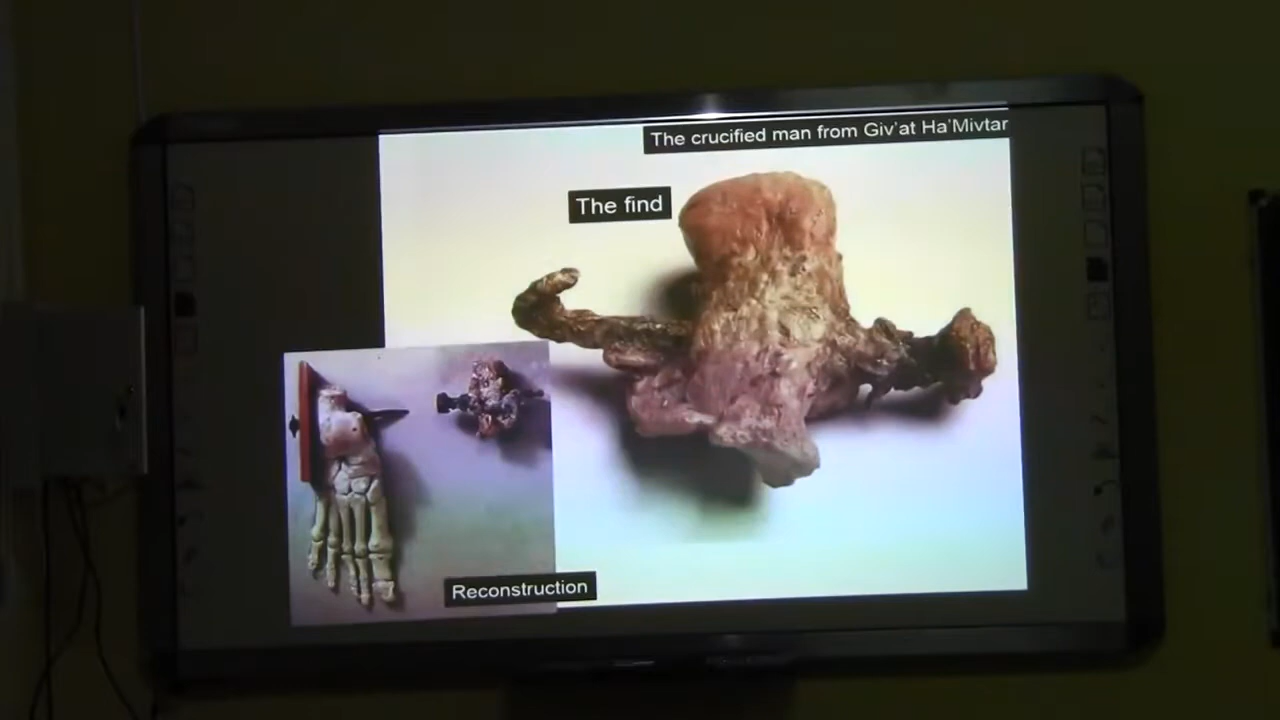 The crucified man from Giv'at Ha'Mivtar
The find
Reconstruction